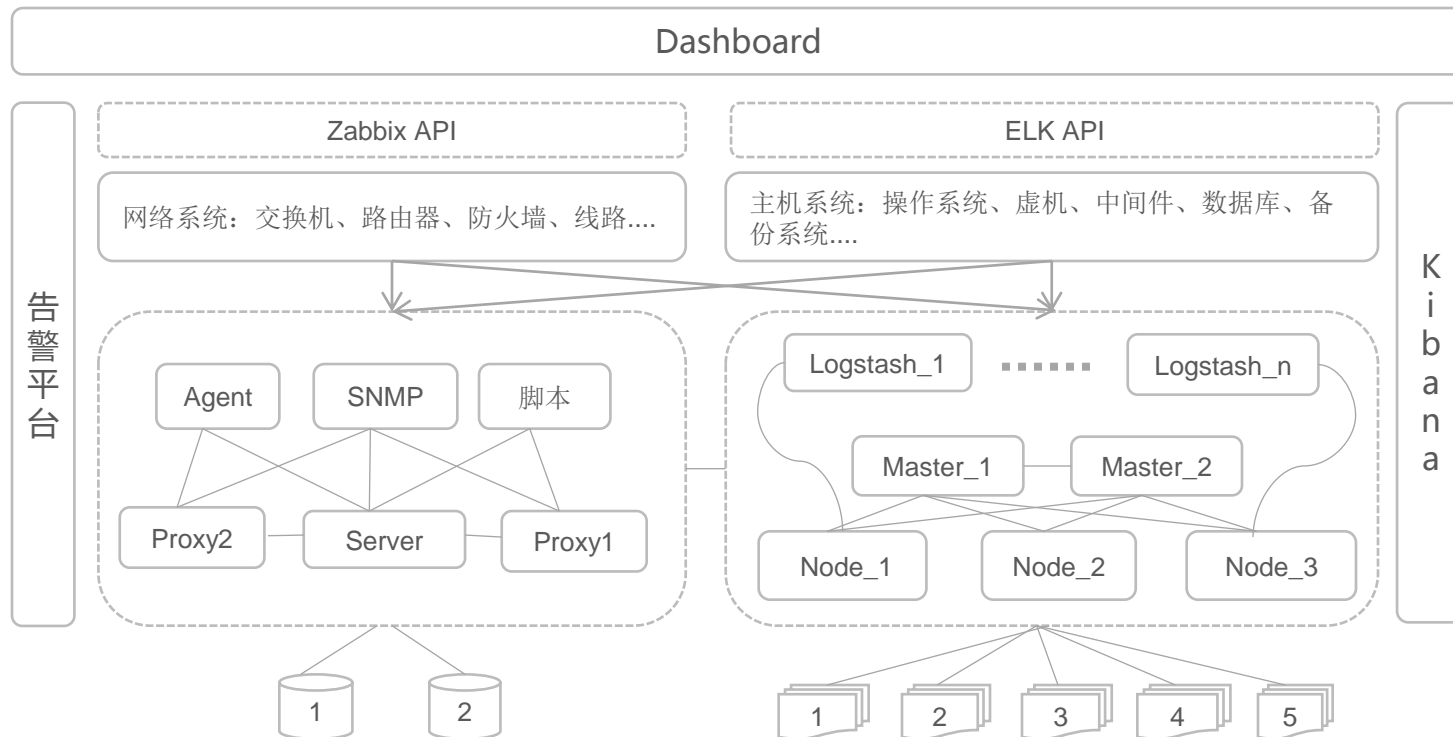 Dashboard
Zabbix API
ELK API
网络系统：交换机、路由器、防火墙、线路....
主机系统：操作系统、虚机、中间件、数据库、备
份系统....
告警平台
Kibana
Agent
SNMP
脚本
Proxy2
Server
Proxy1
Logstash_1
Logstash_n
Master_1
Master_2
Node_1
Node_2
Node_3
1
2
1
2
3
4
5